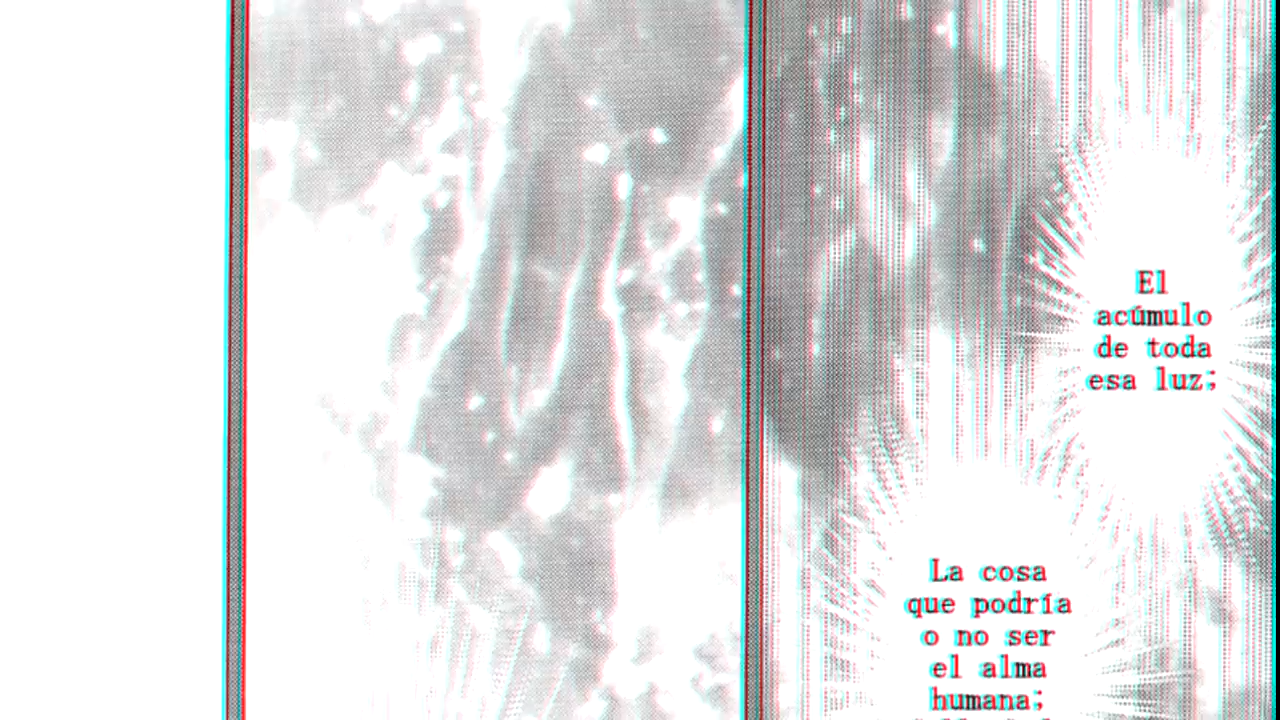 El
acúmulo
de toda
esa luz;
La cosa
que podría
o no ser
el alma
humana;